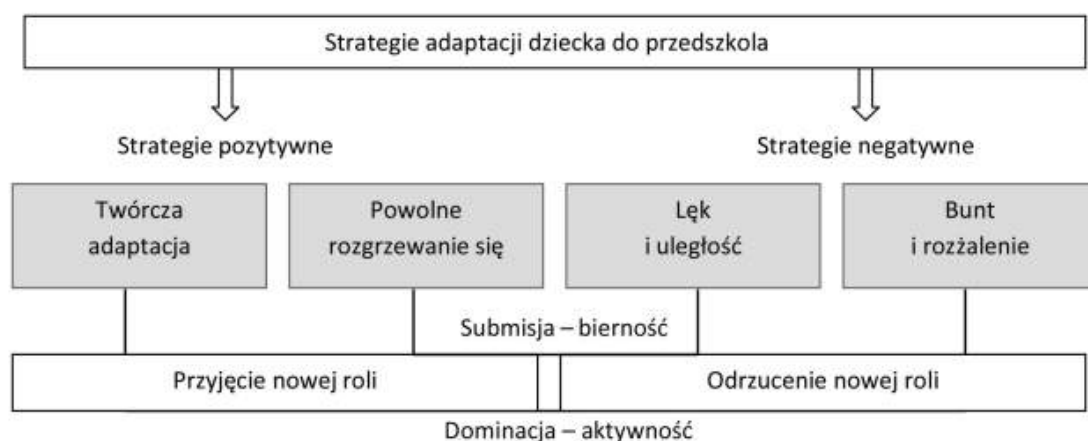 Strategie adaptacji dziecka do przedszkola
Strategie pozytywne
Strategie negatywne
Twórcza
adaptacja
Powolne
rozgrzewanie się
Lęk
i uległość
Bunt
i rozżalenie
Submisja – bierność
Przyjęcie nowej roli
Odrzucenie nowej roli
Dominacja – aktywność